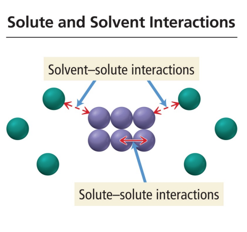 Solute and Solvent Interactions
Solvent–solute interactions
Solute–solute interactions